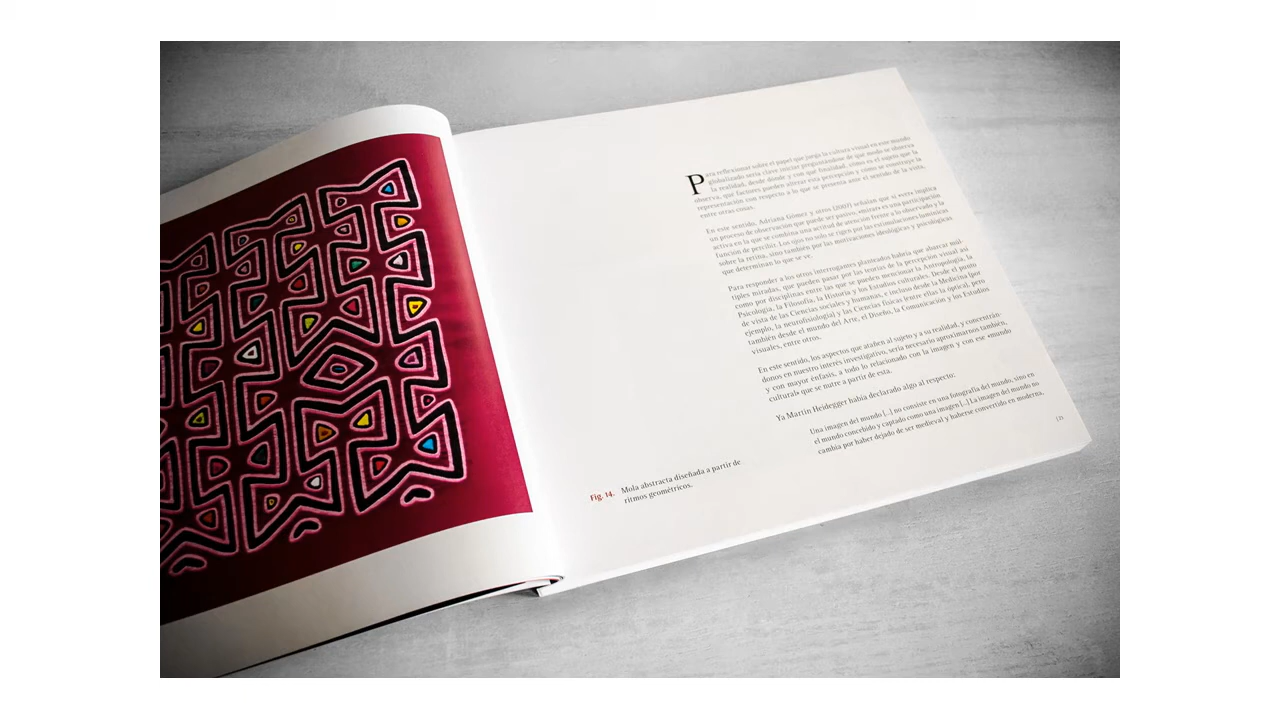 Para reflexionar sobre el papel que juega la cultura visual en este mundo
globalizado sería clave iniciar preguntándose de qué modo se observa
la realidad, desde dónde y con qué finalidad, cómo es el sujeto que la
observa, qué factores pueden alterar esta percepción y cómo se constituye la
representación con respecto a lo que se presenta ante el sentido de la vista,
entre otras cosas.
En este sentido, Adriana Gómez y otros (2007) señalan que si «ver» implica
un proceso de observación que puede ser pasivo, «mirar» es una participación
activa en la que se combina una actitud de atención frente a lo observado y la
función de percibir. Los ojos no solo se rigen por las estimulaciones lumínicas
sobre la retina, sino también por las motivaciones ideológicas y psicológicas
que determinan lo que se ve.
Para responder a los otros interrogantes planteados habría que abarcar múl-
tiples miradas, que pueden pasar por las teorías de la percepción visual así
como por disciplinas entre las que se pueden mencionar la Antropología, la
Psicología, la Filosofía, la Historia y los Estudios culturales. Desde el punto
de vista de las Ciencias sociales y humanas, e incluso desde la Medicina (por
ejemplo, la neurofisiología) y las Ciencias físicas (entre ellas la óptica), pero
también desde el mundo del Arte, el Diseño, la Comunicación y los Estudios
visuales, entre otros.
En este sentido, los aspectos que atañen al sujeto y a su realidad, y concentrán-
donos en nuestro interés investigativo, sería necesario aproximarnos también,
y con mayor énfasis, a todo lo relacionado con la imagen y con ese «mundo
cultural» que se nutre a partir de esta.
Ya Martin Heidegger había declarado algo al respecto:
Una imagen del mundo [...] no consiste en una fotografía del mundo, sino en
el mundo concebido y captado como una imagen [...] La imagen del mundo no
cambia por haber dejado de ser medieval y haberse convertido en moderna,
Fig. 14. Mola abstracta diseñada a partir de
ritmos geométricos.